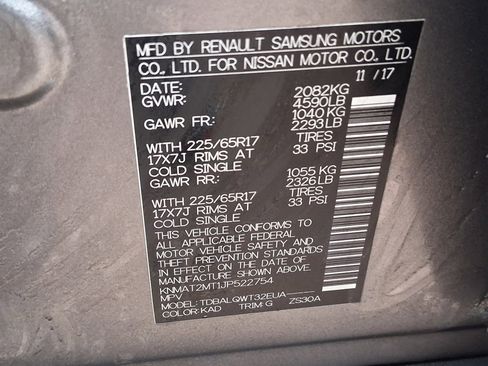 MFD BY RENAULT SAMSUNG MOTORS
CO., LTD. FOR NISSAN MOTOR CO., LTD.
DATE: 11 / 17
GVWR: 2082KG
4590LB
GAWR FR: 1040 KG
2293LB
WITH 225/65R17 TIRES
17X7J RIMS AT 33 PSI
COLD SINGLE
GAWR RR: 1055 KG
2326LB
WITH 225/65R17 TIRES
17X7J RIMS AT 33 PSI
COLD SINGLE
THIS VEHICLE CONFORMS TO
ALL APPLICABLE FEDERAL
MOTOR VEHICLE SAFETY AND
THEFT PREVENTION STANDARDS
IN EFFECT ON THE DATE OF
MANUFACTURE SHOWN ABOVE.
KNMAT2MT1JP522754
MPV
MODEL: TDBALQWT32EUA
COLOR: KAD TRIM: G ZS30A